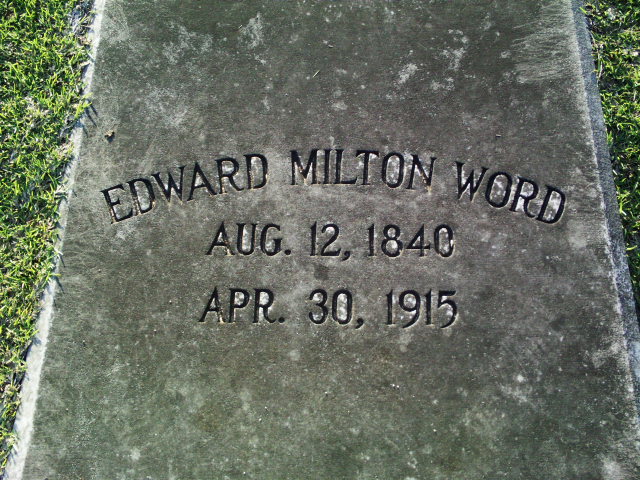 EDWARD MILTON WORD
AUG. 12, 1840
APR. 30, 1915